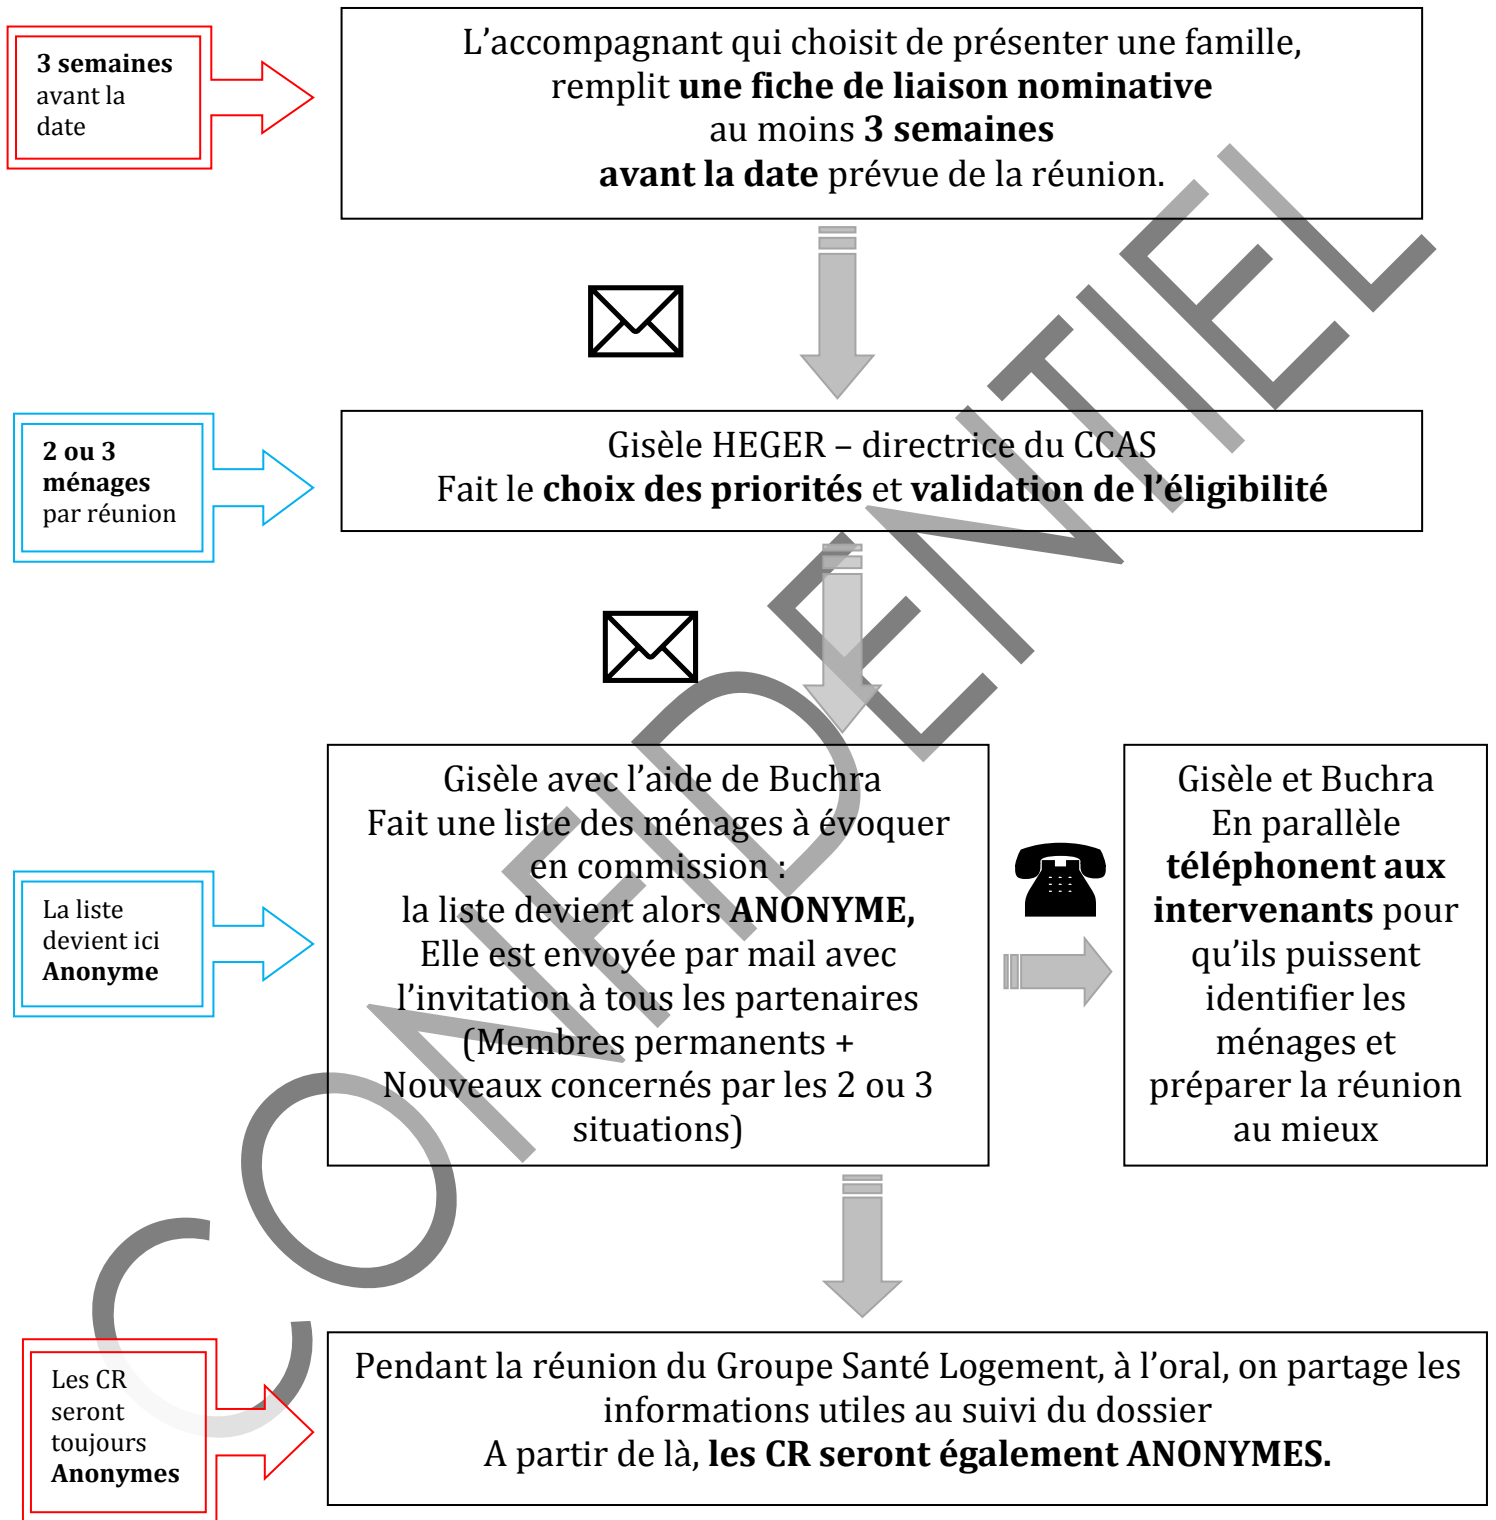 3 semaines
avant la
date
L’accompagnant qui choisit de présenter une famille,
remplit une fiche de liaison nominative
au moins 3 semaines
avant la date prévue de la réunion.
2 ou 3
ménages
par réunion
Gisèle HEGER – directrice du CCAS
Fait le choix des priorités et validation de l’éligibilité
La liste
devient ici
Anonyme
Gisèle avec l’aide de Buchra
Fait une liste des ménages à évoquer
en commission :
la liste devient alors ANONYME,
Elle est envoyée par mail avec
l’invitation à tous les partenaires
(Membres permanents +
Nouveaux concernés par les 2 ou 3
situations)
Gisèle et Buchra
En parallèle
téléphonent aux
intervenants pour
qu’ils puissent
identifier les
ménages et
préparer la réunion
au mieux
Les CR
seront
toujours
Anonymes
Pendant la réunion du Groupe Santé Logement, à l’oral, on partage les
informations utiles au suivi du dossier
A partir de là, les CR seront également ANONYMES.
CONFIDENTIEL